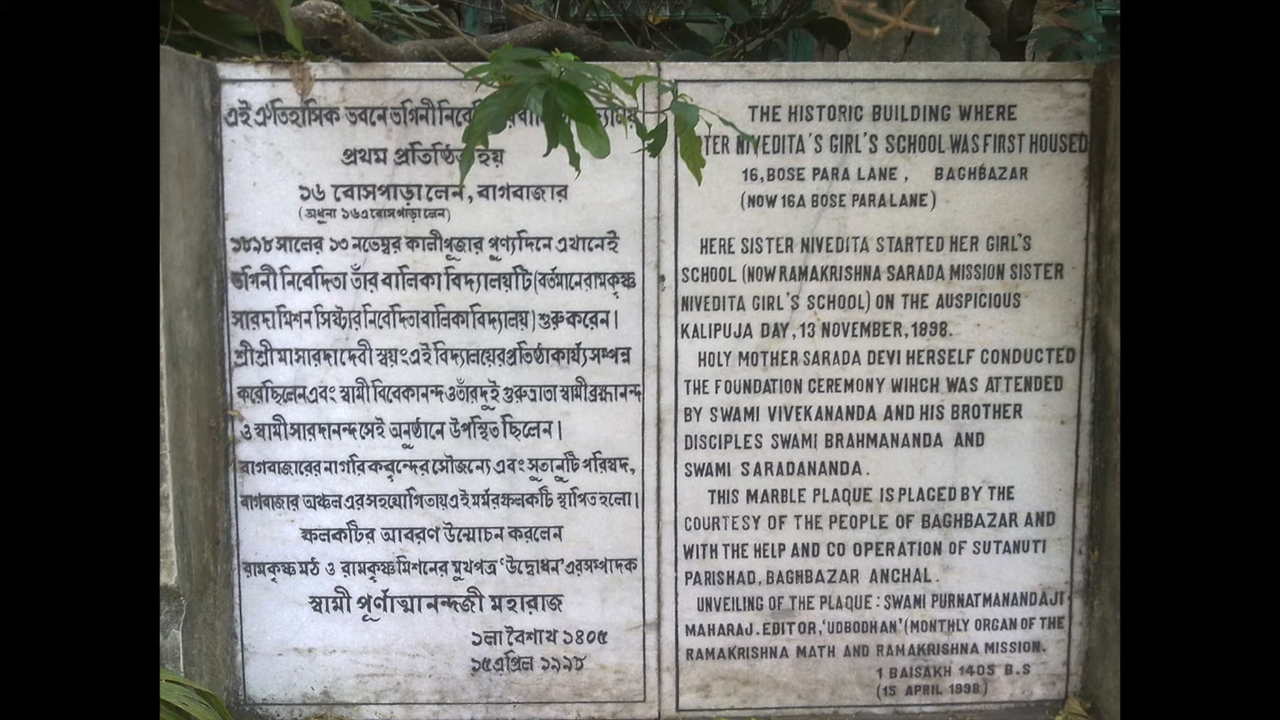 এই ঐতিহাসিক ভবনে ভগিনী
প্রথম প্রতিষ্ঠিত হয়
১৬ বোসপাড়া লেন, বাগবাজার
(অধুনা ১৬এ বোসপাড়া লেন)
১৮৯৮ সালের ১৩ নভেম্বর কালীপূজার পূণ্যদিনে এখানেই
ভগিনী নিবেদিতা তাঁর বালিকা বিদ্যালয়টি (বর্তমানে রামকৃষ্ণ
সারদা মিশন সিস্টার নিবেদিতা বালিকা বিদ্যালয়) শুরু করেন।
শ্রীশ্রীমা সারদাদেবী স্বয়ং এই বিদ্যালয়ের প্রতিষ্ঠাকার্য্য সম্পন্ন
করেছিলেন এবং স্বামী বিবেকানন্দ ও তাঁর দুই গুরুভ্রাতা স্বামী ব্রহ্মানন্দ
ও স্বামী সারদানন্দ সেই অনুষ্ঠানে উপস্থিত ছিলেন।
বাগবাজারের নাগরিকবৃন্দের সৌজন্যে এবং সুতানুটি পরিষদ,
বাগবাজার অঞ্চল এর সহযোগিতায় এই মর্মর ফলকটি স্থাপিত হলো।
ফলকটির আবরণ উন্মোচন করলেন
রামকৃষ্ণ মঠ ও রামকৃষ্ণ মিশনের মুখপত্র 'উদ্বোধন' এর সম্পাদক
স্বামী পূর্ণাত্মানন্দজী মহারাজ
১লা বৈশাখ ১৪০৫
১৫ এপ্রিল ১৯৯৮
THE HISTORIC BUILDING WHERE
NIVEDITA'S GIRL'S SCHOOL WAS FIRST HOUSED
16, BOSE PARA LANE, BAGHBAZAR
(NOW 16A BOSE PARA LANE)
HERE SISTER NIVEDITA STARTED HER GIRL'S
SCHOOL (NOW RAMAKRISHNA SARADA MISSION SISTER
NIVEDITA GIRL'S SCHOOL) ON THE AUSPICIOUS
KALIPUJA DAY, 13 NOVEMBER, 1898.
HOLY MOTHER SARADA DEVI HERSELF CONDUCTED
THE FOUNDATION CEREMONY WIHCH WAS ATTENDED
BY SWAMI VIVEKANANDA AND HIS BROTHER
DISCIPLES SWAMI BRAHMANANDA AND
SWAMI SARADANANDA.
THIS MARBLE PLAQUE IS PLACED BY THE
COURTESY OF THE PEOPLE OF BAGHBAZAR AND
WITH THE HELP AND CO OPERATION OF SUTANUTI
PARISHAD, BAGHBAZAR ANCHAL.
UNVEILING OF THE PLAQUE: SWAMI PURNATMANANDAJI
MAHARAJ. EDITOR, 'UDBODHAN' (MONTHLY ORGAN OF THE
RAMAKRISHNA MATH AND RAMAKRISHNA MISSION.
1 BAISAKH 1405 B.S
(15 APRIL 1998)